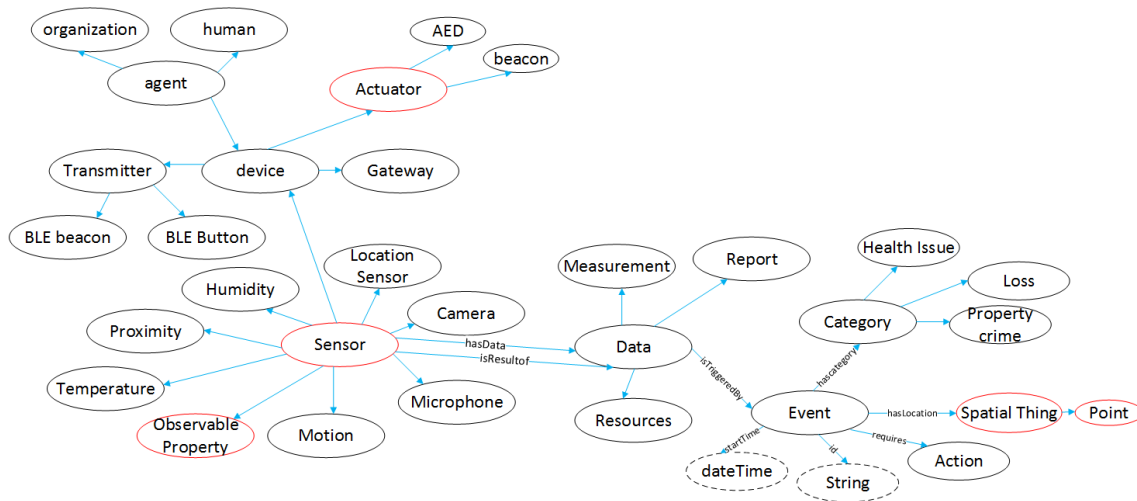 organization
human
AED
beacon
agent
Actuator
Transmitter
device
Gateway
BLE beacon
BLE Button
Location
Sensor
Humidity
Camera
Proximity
Sensor
hasData
isResultof
Temperature
Microphone
Observable
Property
Motion
Measurement
Report
Data
Resources
isTriggeredBy
Health Issue
Loss
Category
Property
crime
hascategory
Event
hasLocation
Spatial Thing
Point
startTime
id
requires
dateTime
String
Action